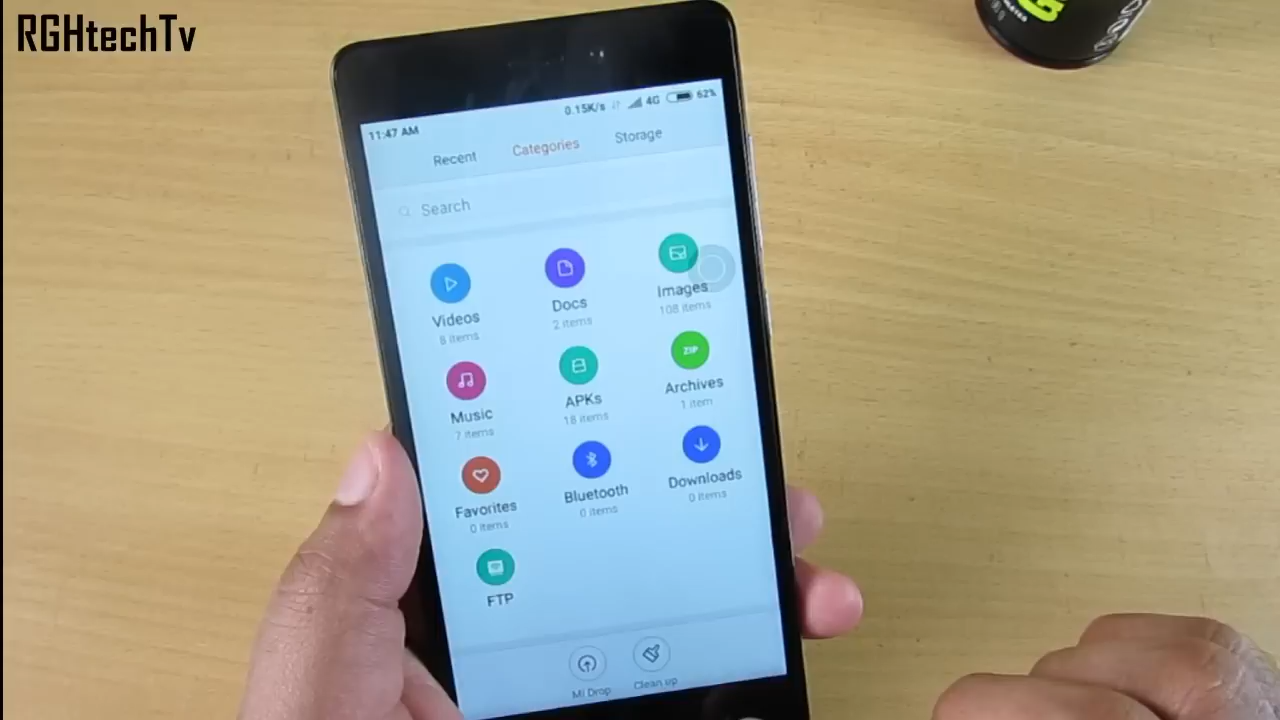 RGHtechTv
11:47 AM 0.15K/s 4G 62%
Recent Categories Storage
Search
Videos Docs Images
8 items 2 items 108 items
ZIP
Music APKs Archives
7 items 18 items 1 item
Favorites Bluetooth Downloads
0 items 0 items 0 items
FTP
Mi Drop Clean up